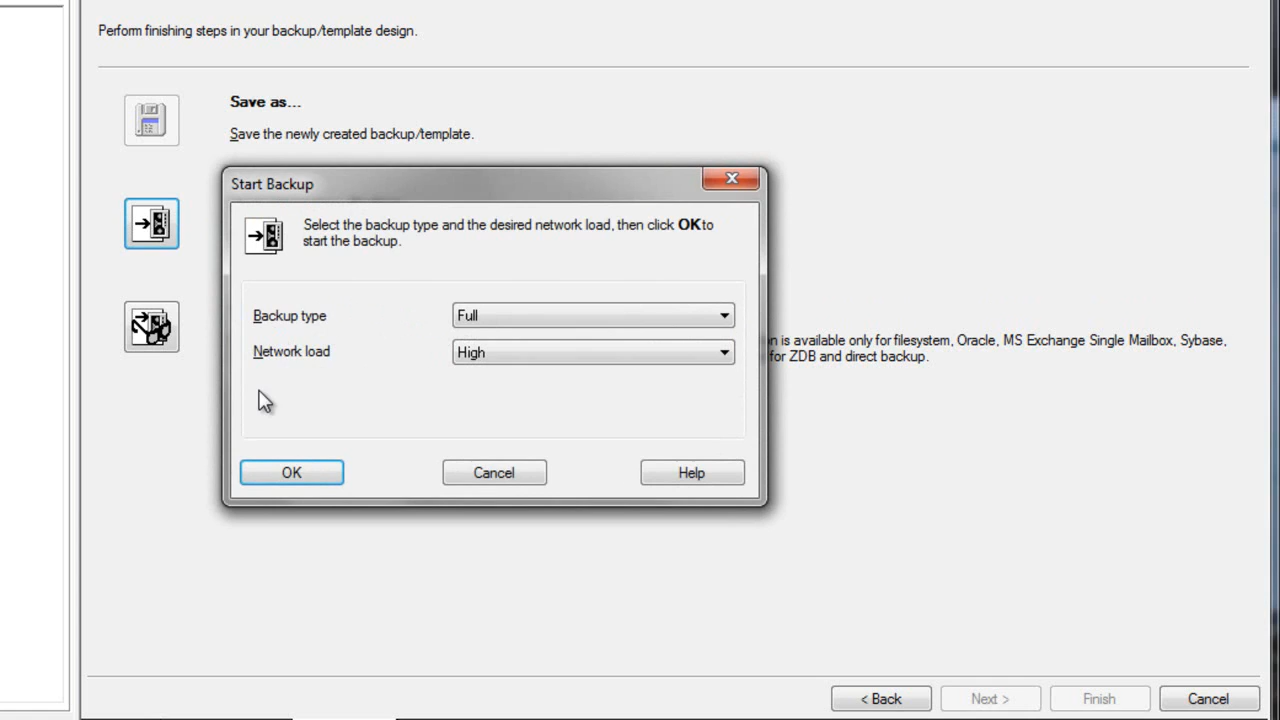 Perform finishing steps in your backup/template design.
Save as...
Save the newly created backup/template.
Start Backup
Select the backup type and the desired network load, then click OK to
start the backup.
Backup type
Full
Network load
High
n is available only for filesystem, Oracle, MS Exchange Single Mailbox, Sybase,
for ZDB and direct backup.
OK
Cancel
Help
< Back
Next >
Finish
Cancel